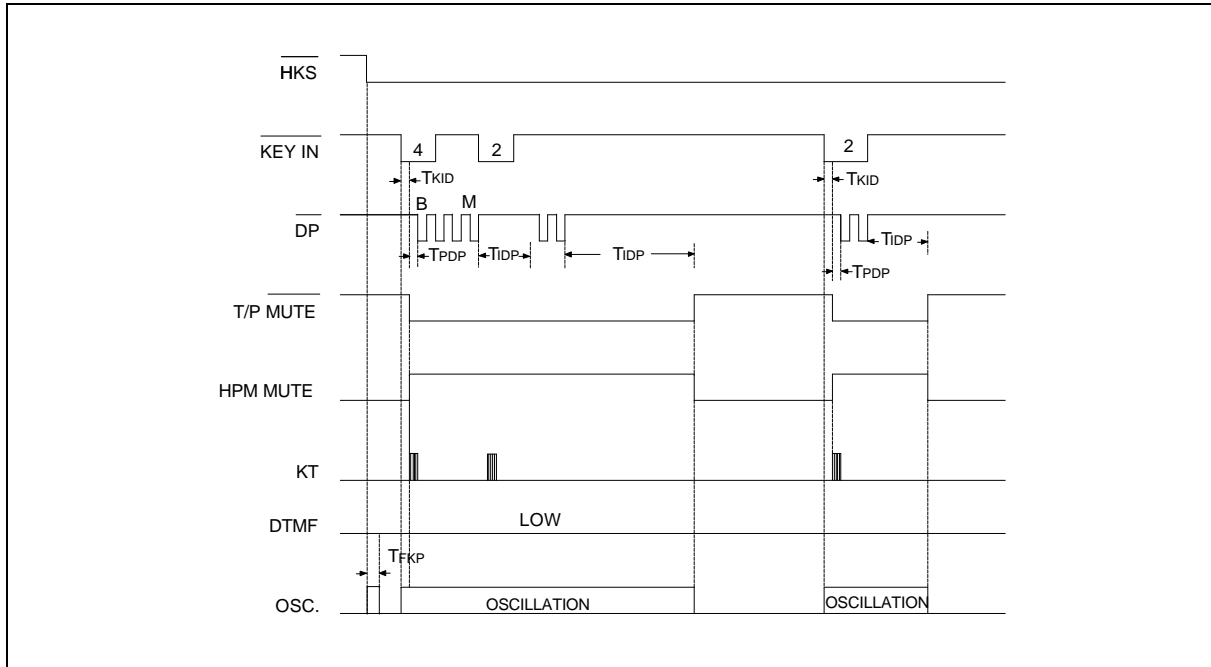 HKS
KEY IN 4 2 2
TKID TKID
B M
DP
TPDP TIDP TIDP TIDP
TPDP
T/P MUTE
HPM MUTE
KT
DTMF LOW
TFKP
OSC. OSCILLATION OSCILLATION